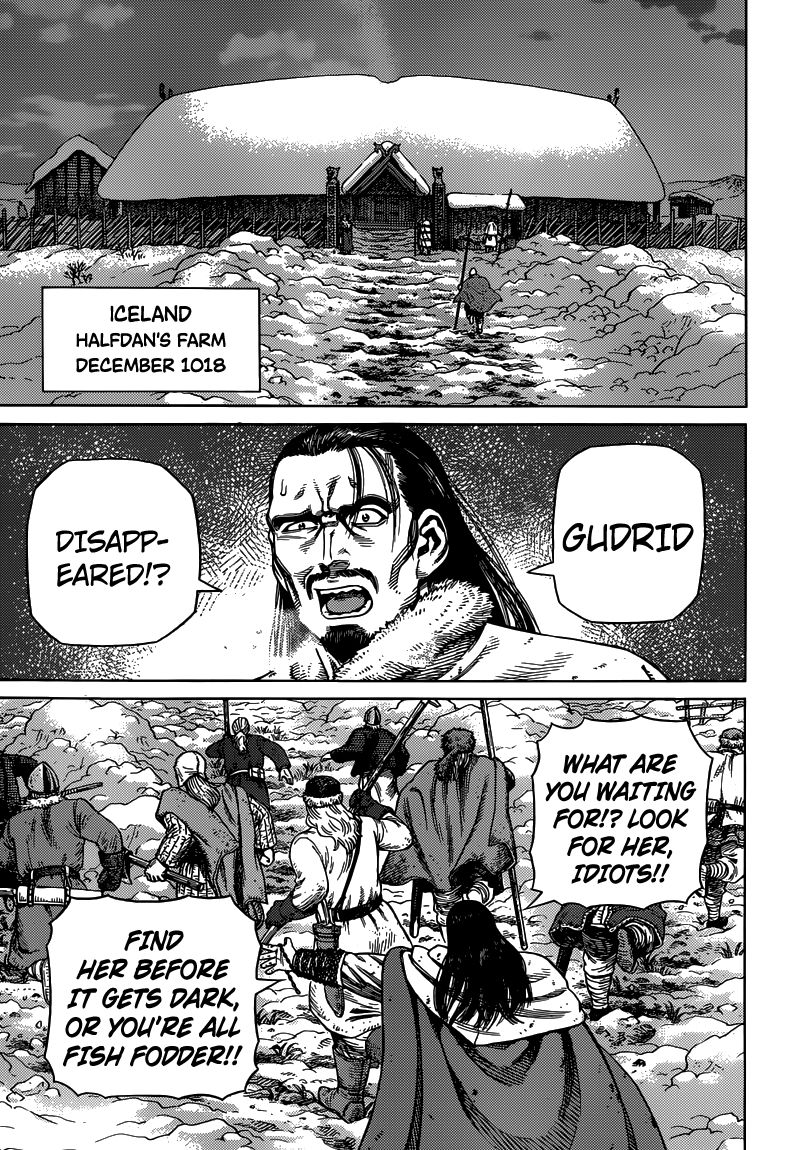 ICELAND
HALFDAN'S FARM
DECEMBER 1018
GUDRID
DISAPP-
EARED!?
WHAT ARE
YOU WAITING
FOR!? LOOK
FOR HER,
IDIOTS!!
FIND
HER BEFORE
IT GETS DARK,
OR YOU'RE ALL
FISH FODDER!!